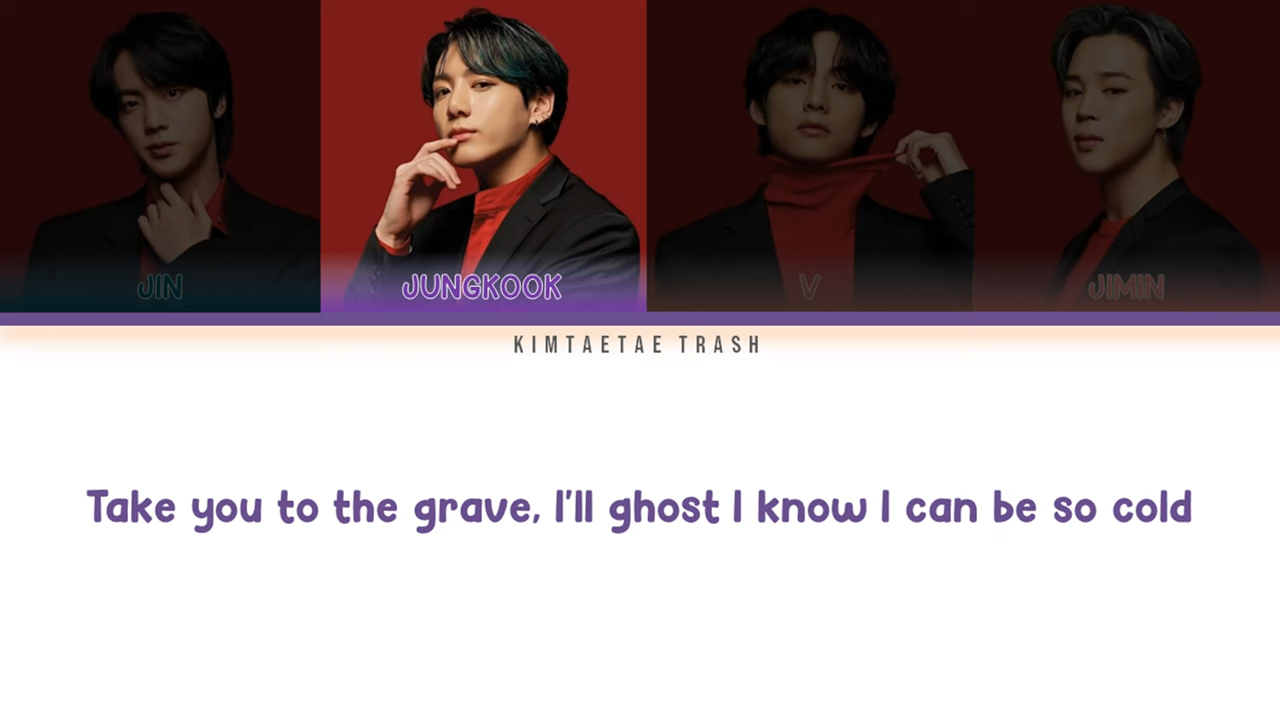 JIN JUNGKOOK V JIMIN
KIMTAETAE TRASH
Take you to the grave, I'll ghost I know I can be so cold